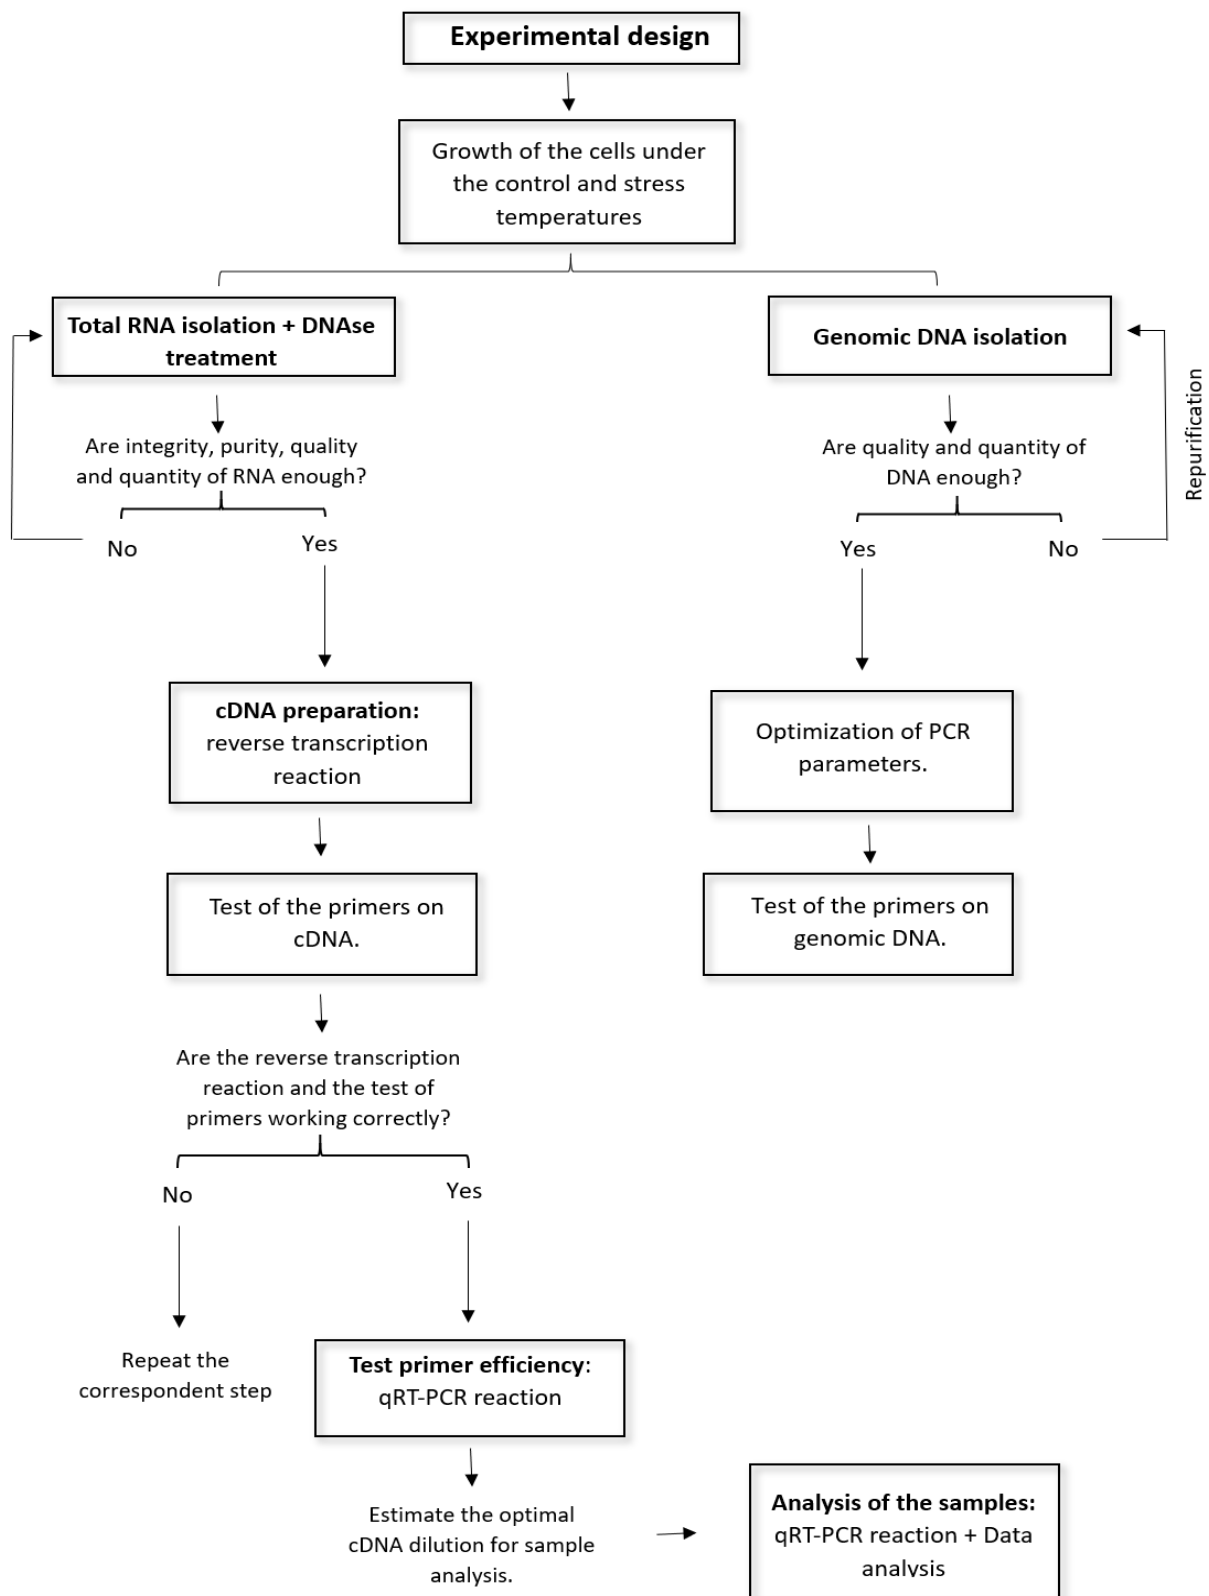 Experimental design
Growth of the cells under
the control and stress
temperatures
Total RNA isolation + DNAse
treatment
Genomic DNA isolation
Repurification
Are integrity, purity, quality
and quantity of RNA enough?
Are quality and quantity of
DNA enough?
No
Yes
Yes
No
cDNA preparation:
reverse transcription
reaction
Optimization of PCR
parameters.
Test of the primers on
cDNA.
Test of the primers on
genomic DNA.
Are the reverse transcription
reaction and the test of
primers working correctly?
No
Yes
Repeat the
correspondent step
Test primer efficiency:
qRT-PCR reaction
Estimate the optimal
cDNA dilution for sample
analysis.
Analysis of the samples:
qRT-PCR reaction + Data
analysis